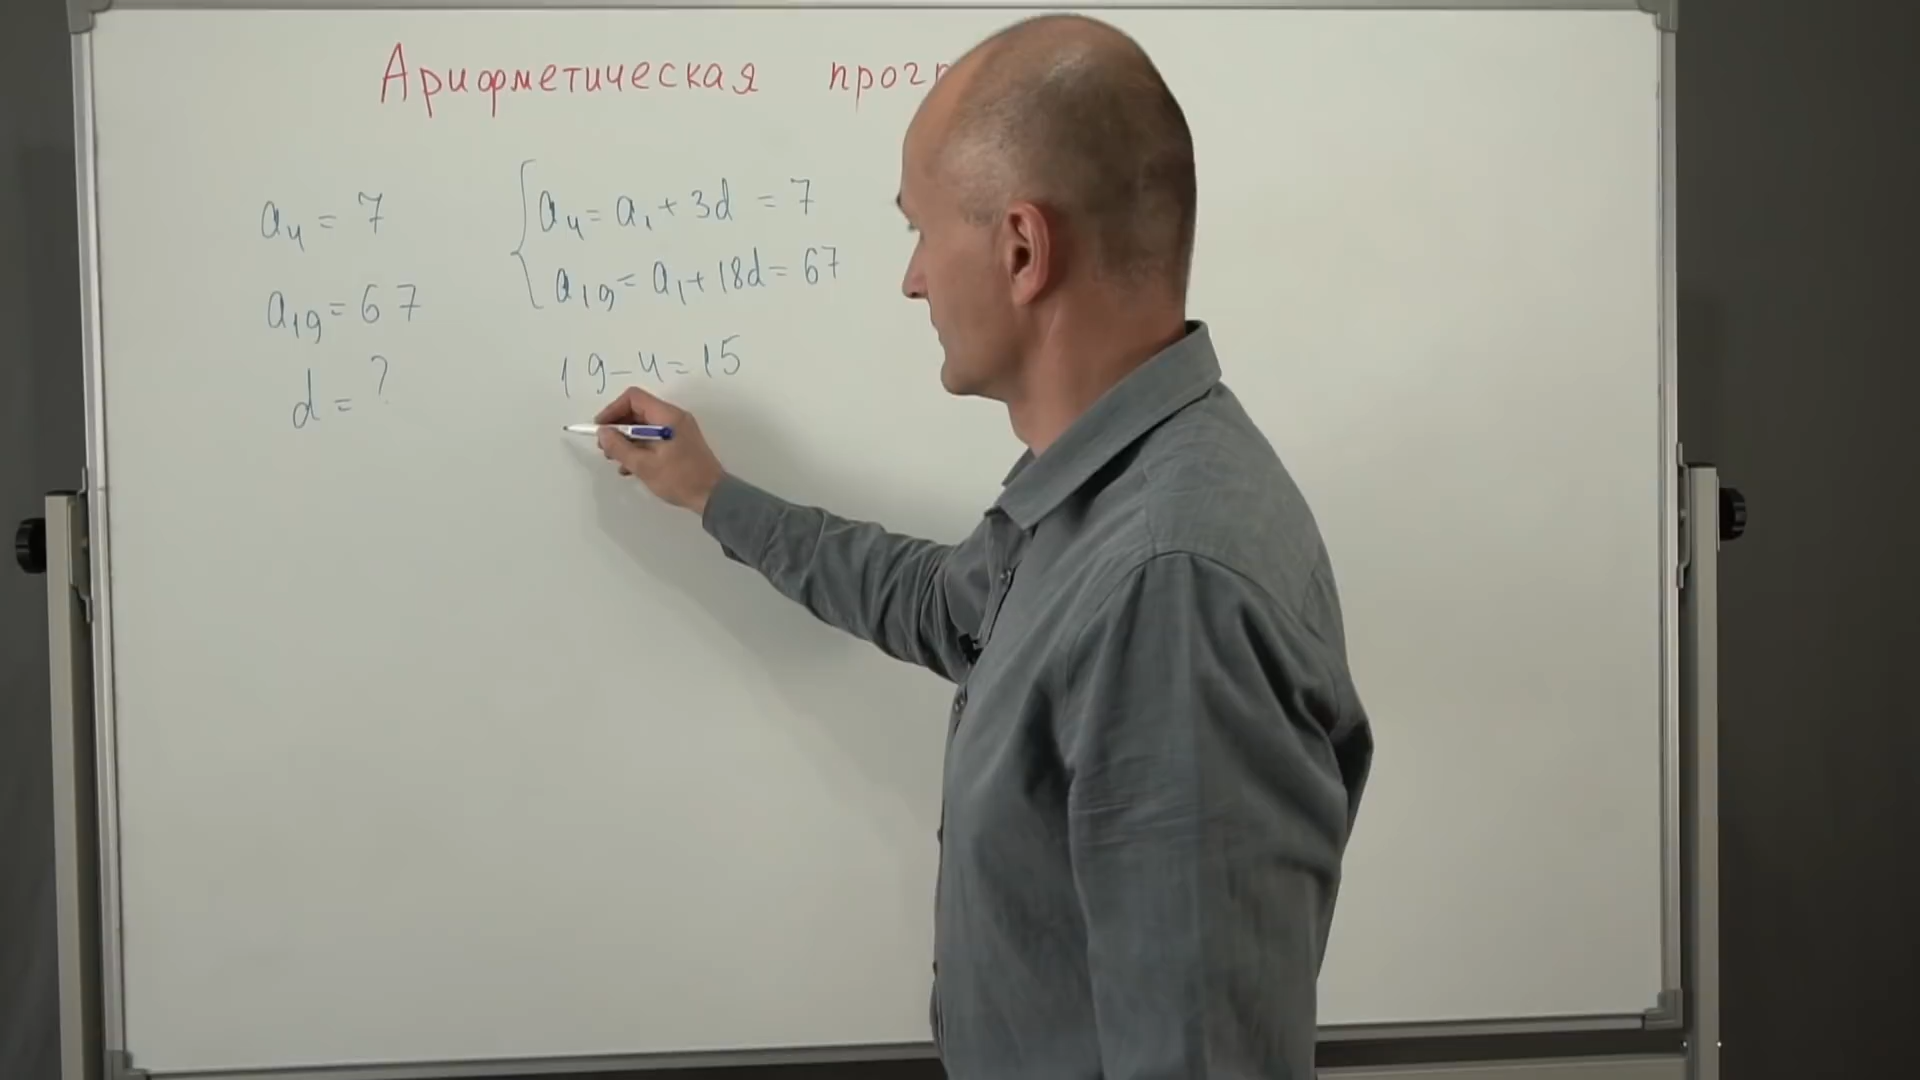 Арифметическая прогр
a₄ = 7
a₁₉ = 67
d = ?
a₄ = a₁ + 3d = 7
a₁₉ = a₁ + 18d = 67
19 – 4 = 15